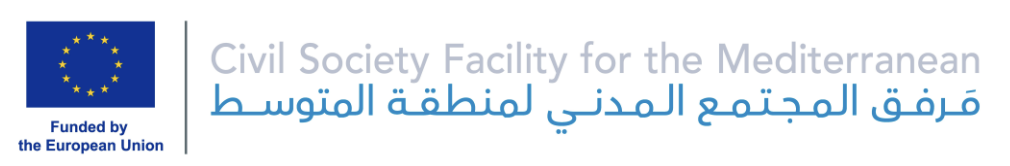 Funded by
the European Union
Civil Society Facility for the Mediterranean
مَرفق المجتمع المدني لمنطقة المتوسط